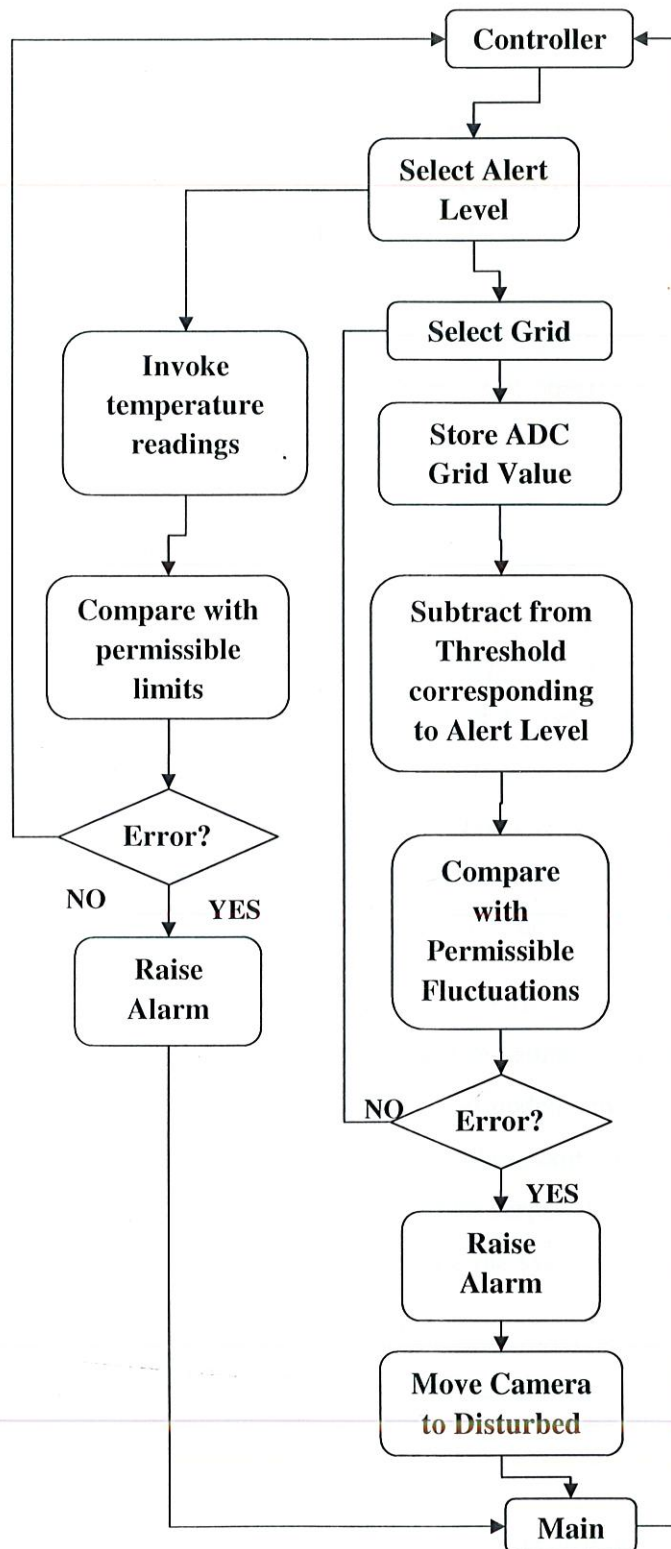 Controller
Select Alert
Level
Select Grid
Invoke
temperature
readings
Store ADC
Grid Value
Compare with
permissible
limits
Subtract from
Threshold
corresponding
to Alert Level
Error?
NO
YES
Raise
Alarm
Compare
with
Permissible
Fluctuations
Error?
NO
YES
Raise
Alarm
Move Camera
to Disturbed
Main